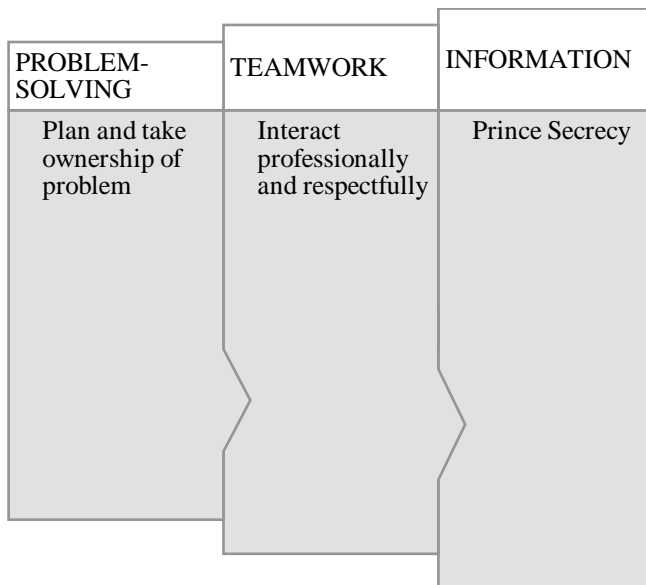 PROBLEM-
SOLVING
Plan and take
ownership of
problem
TEAMWORK
Interact
professionally
and respectfully
INFORMATION
Prince Secrecy